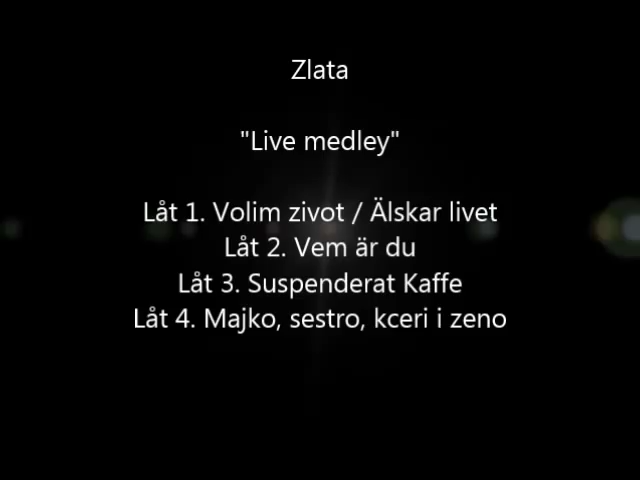 Zlata
"Live medley"
Låt 1. Volim zivot / Älskar livet
Låt 2. Vem är du
Låt 3. Suspenderat Kaffe
Låt 4. Majko, sestro, kceri i zeno